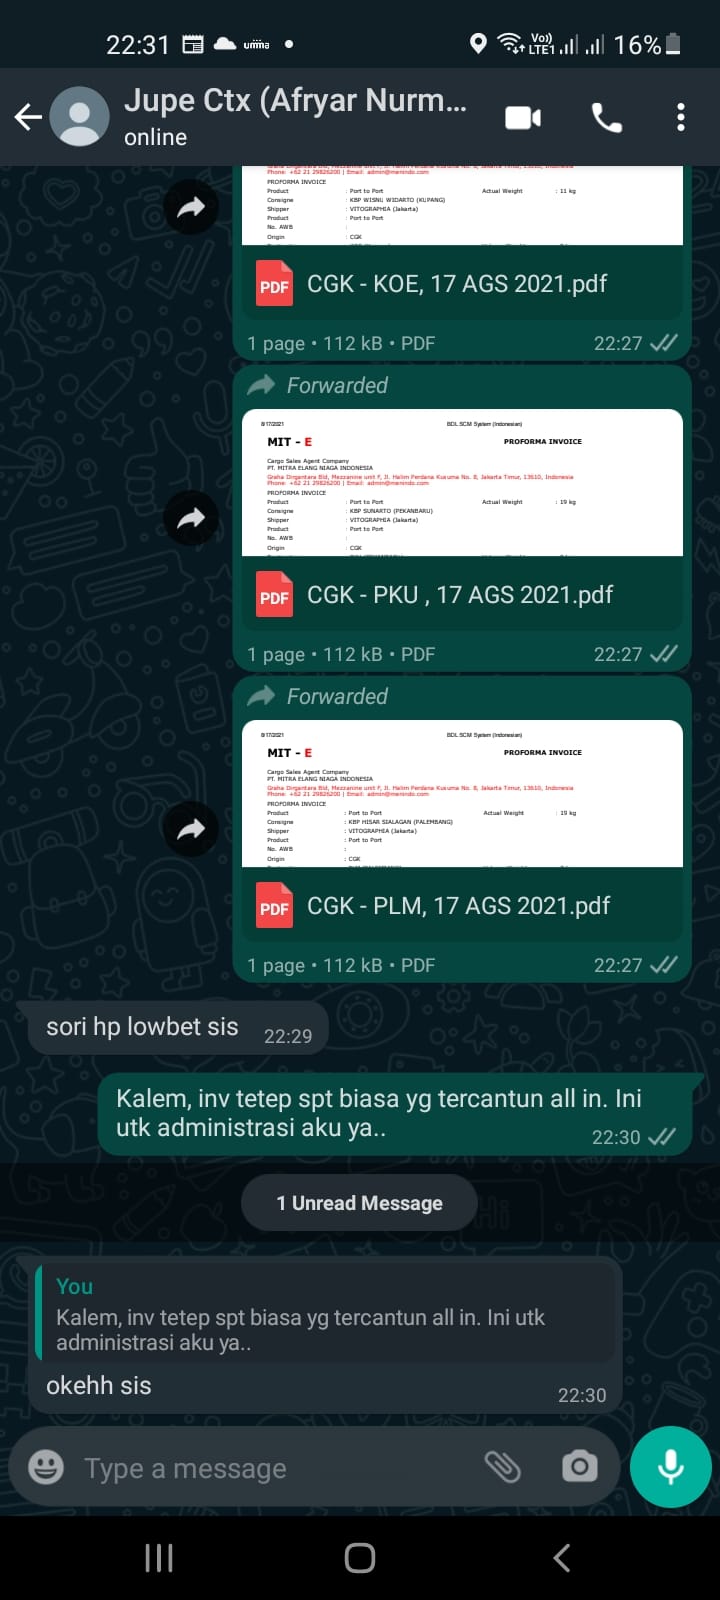 22:31
umma
Vo))
LTE1
16%
Jupe Ctx (Afryar Nurm...
online
Phone: +62 21 29826200 | Email: admin@menindo.com
PROFORMA INVOICE
Product : Port to Port Actual Weight : 11 kg
Consigne : KBP WISNU WIDARTO (KUPANG)
Shipper : VITOGRAPHIA (Jakarta)
Product : Port to Port
No. AWB :
Origin : CGK
PDF CGK - KOE, 17 AGS 2021.pdf
1 page • 112 kB • PDF 22:27
Forwarded
8/17/2021 BDL SCM System (Indonesian)
MIT - E PROFORMA INVOICE
Cargo Sales Agent Company
PT. MITRA ELANG NIAGA INDONESIA
Graha Dirgantara Bld, Mezzanine unit F, Jl. Halim Perdana Kusuma No. 8, Jakarta Timur, 13610, Indonesia
Phone: +62 21 29826200 | Email: admin@menindo.com
PROFORMA INVOICE
Product : Port to Port Actual Weight : 19 kg
Consigne : KBP SUNARTO (PEKANBARU)
Shipper : VITOGRAPHIA (Jakarta)
Product : Port to Port
No. AWB :
Origin : CGK
PDF CGK - PKU , 17 AGS 2021.pdf
1 page • 112 kB • PDF 22:27
Forwarded
8/17/2021 BDL SCM System (Indonesian)
MIT - E PROFORMA INVOICE
Cargo Sales Agent Company
PT. MITRA ELANG NIAGA INDONESIA
Graha Dirgantara Bld, Mezzanine unit F, Jl. Halim Perdana Kusuma No. 8, Jakarta Timur, 13610, Indonesia
Phone: +62 21 29826200 | Email: admin@menindo.com
PROFORMA INVOICE
Product : Port to Port Actual Weight : 19 kg
Consigne : KBP HISAR SIALAGAN (PALEMBANG)
Shipper : VITOGRAPHIA (Jakarta)
Product : Port to Port
No. AWB :
Origin : CGK
PDF CGK - PLM, 17 AGS 2021.pdf
1 page • 112 kB • PDF 22:27
sori hp lowbet sis 22:29
Kalem, inv tetep spt biasa yg tercantun all in. Ini
utk administrasi aku ya.. 22:30
1 Unread Message
You
Kalem, inv tetep spt biasa yg tercantun all in. Ini utk
administrasi aku ya..
okehh sis 22:30
Type a message